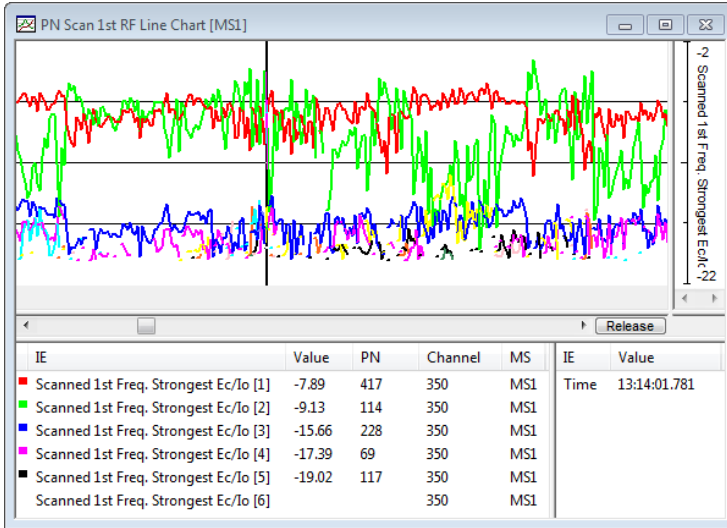 PN Scan 1st RF Line Chart [MS1]
-2
Scanned 1st Freq. Strongest Ec/I
-22
Release
IE Value PN Channel MS
Scanned 1st Freq. Strongest Ec/Io [1] -7.89 417 350 MS1
Scanned 1st Freq. Strongest Ec/Io [2] -9.13 114 350 MS1
Scanned 1st Freq. Strongest Ec/Io [3] -15.66 228 350 MS1
Scanned 1st Freq. Strongest Ec/Io [4] -17.39 69 350 MS1
Scanned 1st Freq. Strongest Ec/Io [5] -19.02 117 350 MS1
Scanned 1st Freq. Strongest Ec/Io [6] 350 MS1
IE Value
Time 13:14:01.781